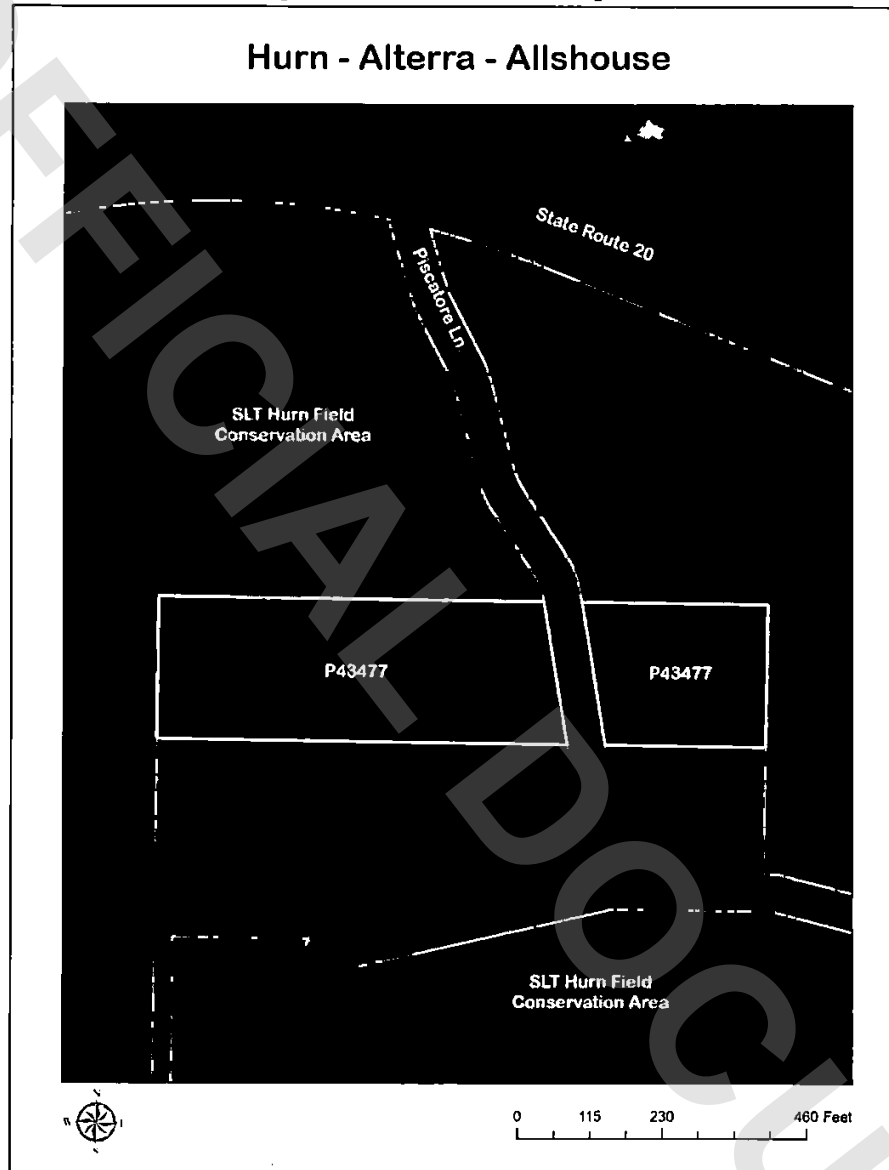 Hurn - Alterra - Allshouse
State Route 20
Piscatore Ln
SLT Hurn Field
Conservation Area
P43477
P43477
SLT Hurn Field
Conservation Area
0 115 230 460 Feet